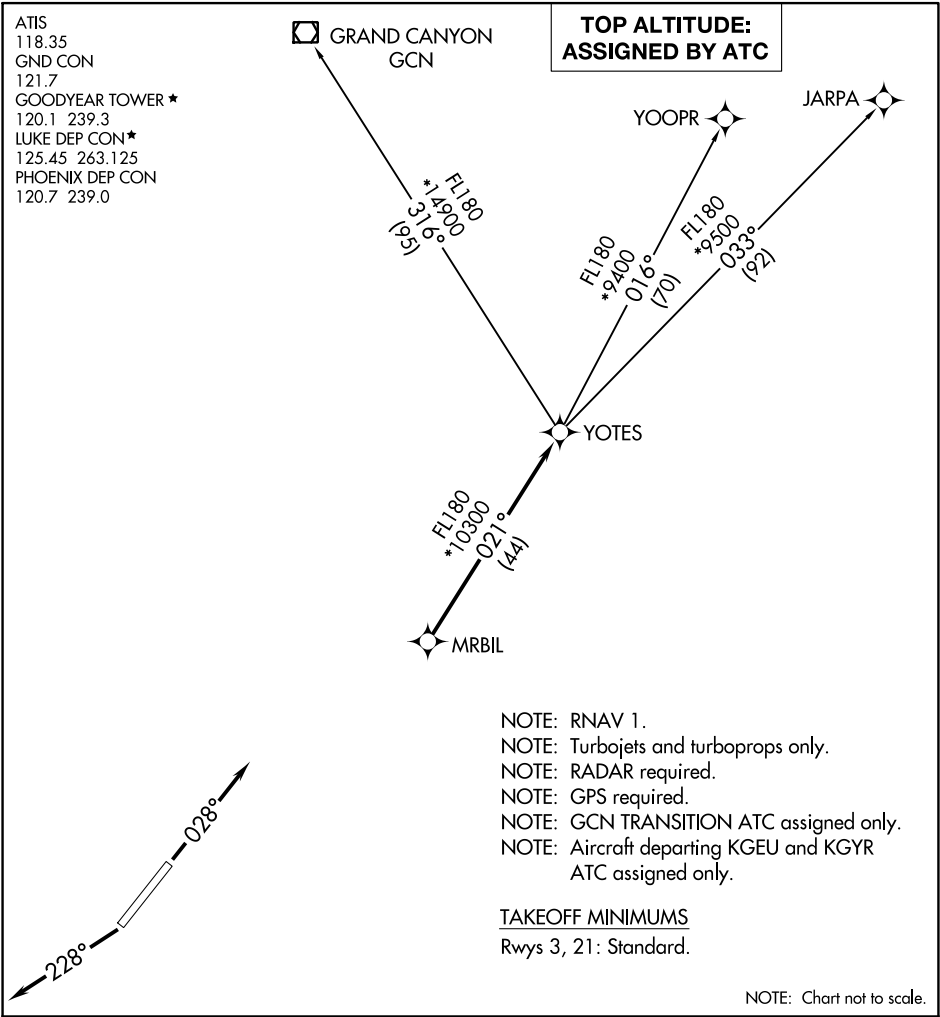 ATIS
118.35
GND CON
121.7
GOODYEAR TOWER ★
120.1 239.3
LUKE DEP CON★
125.45 263.125
PHOENIX DEP CON
120.7 239.0
GRAND CANYON
GCN
TOP ALTITUDE:
ASSIGNED BY ATC
YOOPR
JARPA
FL180
*14900
316°
(95)
FL180
*9400
016°
(70)
FL180
*9500
033°
(92)
YOTES
FL180
*10300
021°
(44)
MRBIL
028°
228°
NOTE: RNAV 1.
NOTE: Turbojets and turboprops only.
NOTE: RADAR required.
NOTE: GPS required.
NOTE: GCN TRANSITION ATC assigned only.
NOTE: Aircraft departing KGEU and KGYR
ATC assigned only.
TAKEOFF MINIMUMS
Rwys 3, 21: Standard.
NOTE: Chart not to scale.